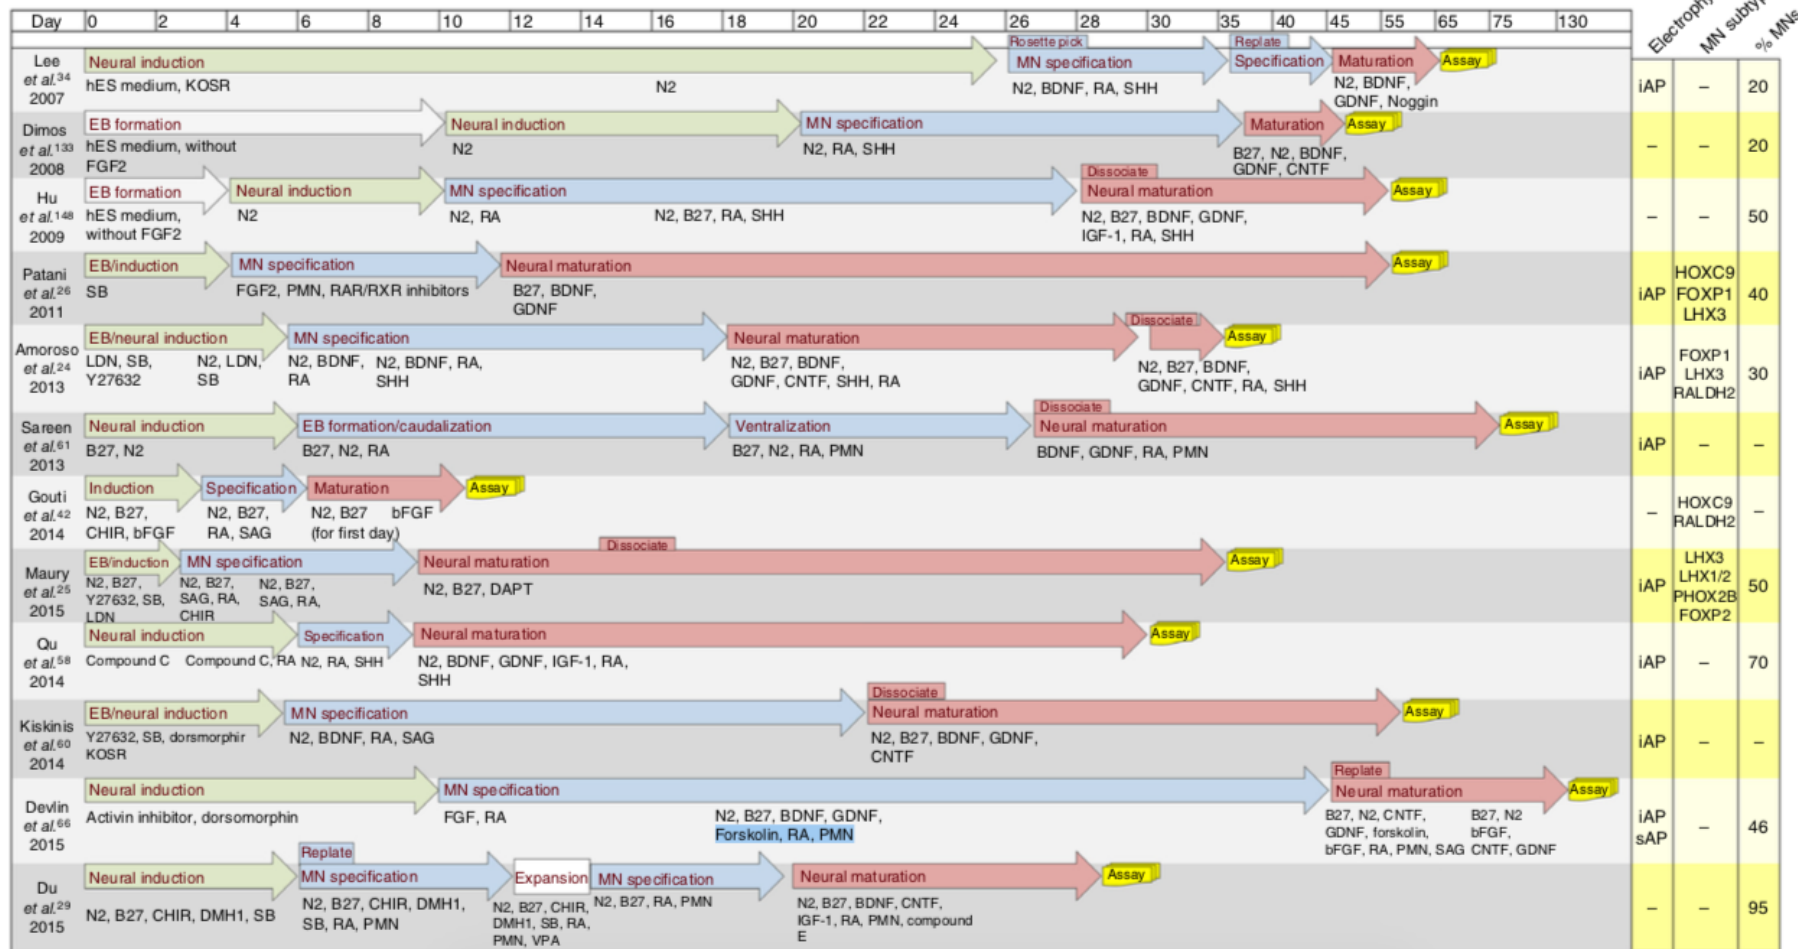 Day 0 2 4 6 8 10 12 14 16 18 20 22 24 26 28 30 35 40 45 55 65 75 130
MN subtyp
% MNs
Lee
et al.34
2007
Neural induction
Rosette pick
MN specification
Replate
Specification
Maturation
Assay
hES medium, KOSR
N2
N2, BDNF, RA, SHH
N2, BDNF,
GDNF, Noggin
iAP – 20
Dimos
et al.133
2008
EB formation
Neural induction
MN specification
Maturation
Assay
hES medium, without
FGF2
N2
N2, RA, SHH
B27, N2, BDNF,
GDNF, CNTF
– – 20
Hu
et al.148
2009
EB formation
Neural induction
MN specification
Dissociate
Neural maturation
Assay
hES medium,
without FGF2
N2
N2, RA
N2, B27, RA, SHH
N2, B27, BDNF, GDNF,
IGF-1, RA, SHH
– – 50
Patani
et al.26
2011
EB/induction
MN specification
Neural maturation
Assay
SB
FGF2, PMN, RAR/RXR inhibitors
B27, BDNF,
GDNF
iAP
HOXC9
FOXP1
LHX3
40
Amoroso
et al.24
2013
EB/neural induction
MN specification
Neural maturation
Dissociate
Assay
LDN, SB,
Y27632
N2, LDN,
SB
N2, BDNF,
RA
N2, BDNF, RA,
SHH
N2, B27, BDNF,
GDNF, CNTF, SHH, RA
N2, B27, BDNF,
GDNF, CNTF, RA, SHH
iAP
FOXP1
LHX3
RALDH2
30
Sareen
et al.61
2013
Neural induction
EB formation/caudalization
Ventralization
Dissociate
Neural maturation
Assay
B27, N2
B27, N2, RA
B27, N2, RA, PMN
BDNF, GDNF, RA, PMN
iAP – –
Gouti
et al.42
2014
Induction
Specification
Maturation
Assay
N2, B27,
CHIR, bFGF
N2, B27,
RA, SAG
N2, B27 bFGF
(for first day)
–
HOXC9
RALDH2
–
Maury
et al.25
2015
EB/induction
MN specification
Dissociate
Neural maturation
Assay
N2, B27,
Y27632, SB,
LDN
N2, B27,
SAG, RA,
CHIR
N2, B27,
SAG, RA,
N2, B27, DAPT
iAP
LHX3
LHX1/2
PHOX2B
FOXP2
50
Qu
et al.58
2014
Neural induction
Specification
Neural maturation
Assay
Compound C
Compound C, RA
N2, RA, SHH
N2, BDNF, GDNF, IGF-1, RA,
SHH
iAP – 70
Kiskinis
et al.60
2014
EB/neural induction
MN specification
Dissociate
Neural maturation
Assay
Y27632, SB, dorsmorphir
KOSR
N2, BDNF, RA, SAG
N2, B27, BDNF, GDNF,
CNTF
iAP – –
Devlin
et al.66
2015
Neural induction
MN specification
Replate
Neural maturation
Assay
Activin inhibitor, dorsomorphin
FGF, RA
N2, B27, BDNF, GDNF,
Forskolin, RA, PMN
B27, N2, CNTF,
GDNF, forskolin,
bFGF, RA, PMN, SAG
B27, N2
bFGF,
CNTF, GDNF
iAP
sAP
–
46
Du
et al.29
2015
Neural induction
Replate
MN specification
Expansion
MN specification
Neural maturation
Assay
N2, B27, CHIR, DMH1, SB
N2, B27, CHIR, DMH1,
SB, RA, PMN
N2, B27, CHIR,
DMH1, SB, RA,
PMN, VPA
N2, B27, RA, PMN
N2, B27, BDNF, CNTF,
IGF-1, RA, PMN, compound
E
– – 95